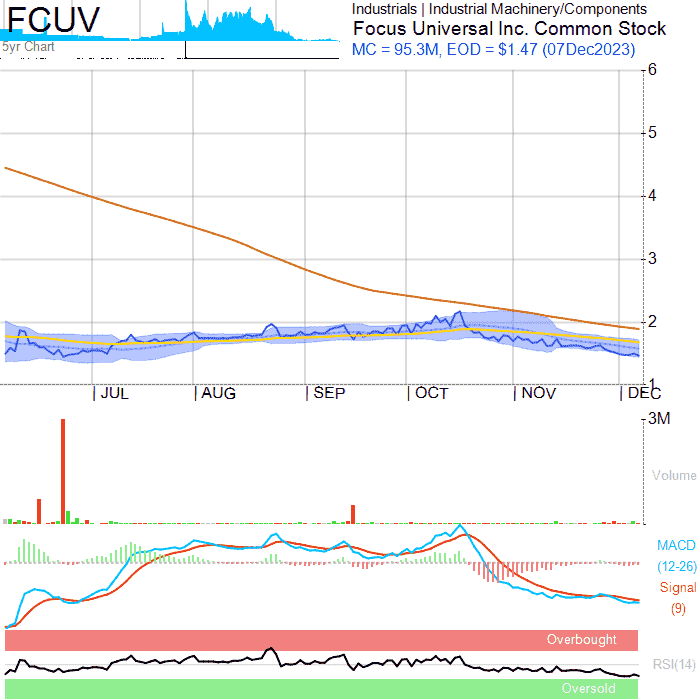 FCUV
5yr Chart
Industrials | Industrial Machinery/Components
Focus Universal Inc. Common Stock
MC = 95.3M, EOD = $1.47 (07Dec2023)
6
5
4
3
2
1
JUL
AUG
SEP
OCT
NOV
DEC
3M
Volume
MACD
(12-26)
Signal
(9)
Overbought
RSI(14)
Oversold